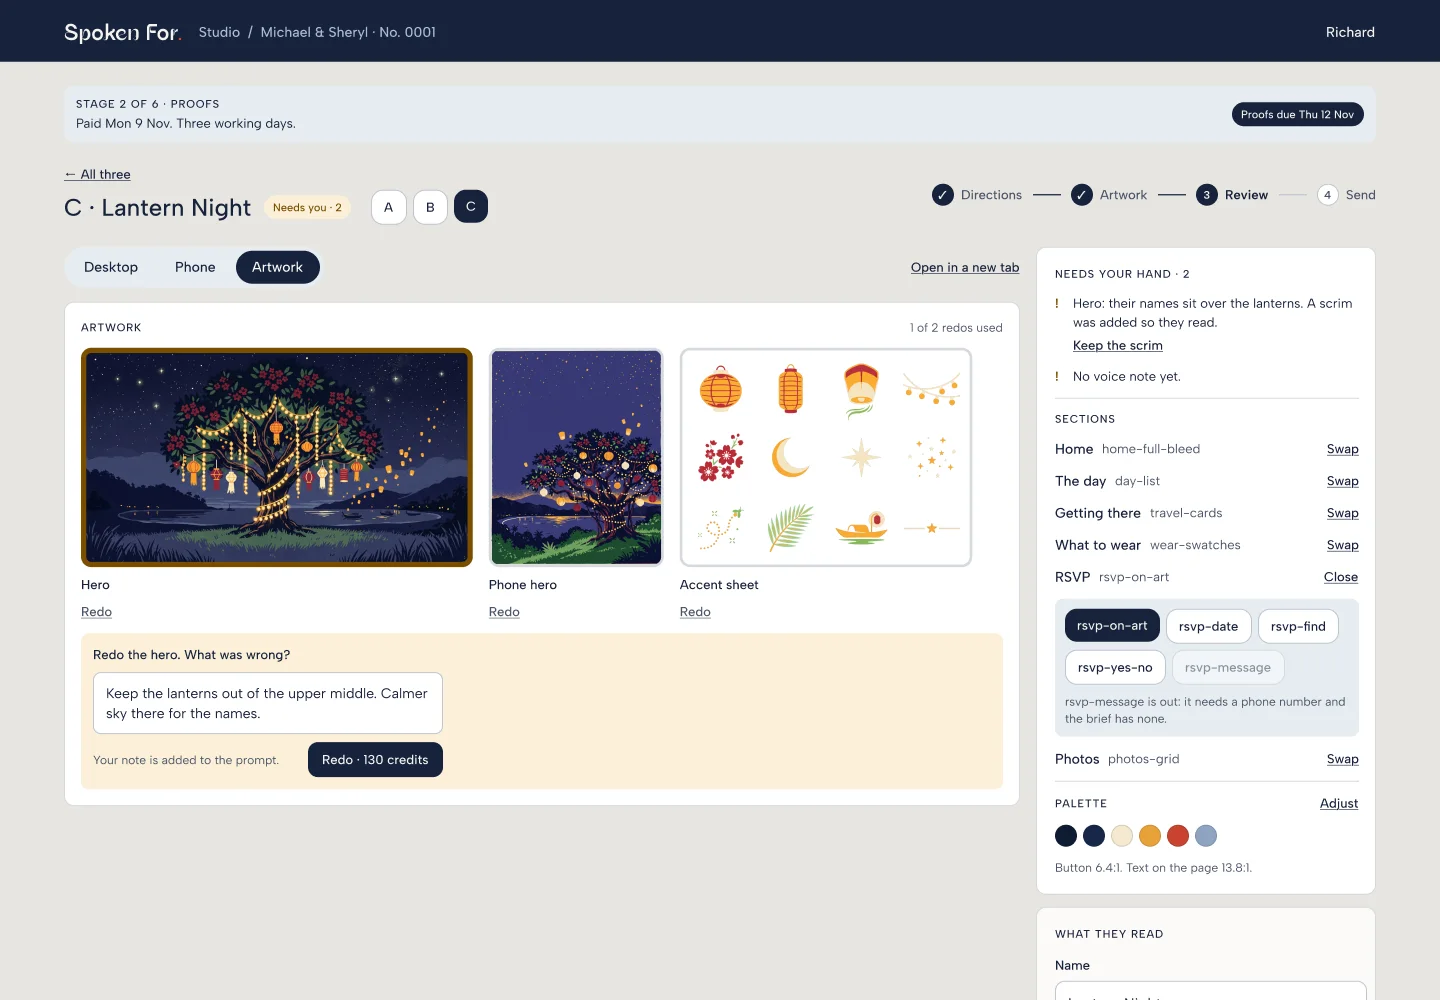 Spoken For.
Studio / Michael & Sheryl · No. 0001
Richard
STAGE 2 OF 6 · PROOFS
Paid Mon 9 Nov. Three working days.
Proofs due Thu 12 Nov
← All three
C · Lantern Night
Needs you · 2
A
B
C
✓ Directions
✓ Artwork
3 Review
4 Send
Desktop
Phone
Artwork
Open in a new tab
ARTWORK
1 of 2 redos used
Hero
Redo
Phone hero
Redo
Accent sheet
Redo
Redo the hero. What was wrong?
Keep the lanterns out of the upper middle. Calmer
sky there for the names.
Your note is added to the prompt.
Redo · 130 credits
NEEDS YOUR HAND · 2
! Hero: their names sit over the lanterns. A scrim
was added so they read.
Keep the scrim
! No voice note yet.
SECTIONS
Home home-full-bleed Swap
The day day-list Swap
Getting there travel-cards Swap
What to wear wear-swatches Swap
RSVP rsvp-on-art Close
rsvp-on-art
rsvp-date
rsvp-find
rsvp-yes-no
rsvp-message
rsvp-message is out: it needs a phone number and
the brief has none.
Photos photos-grid Swap
PALETTE Adjust
Button 6.4:1. Text on the page 13.8:1.
WHAT THEY READ
Name